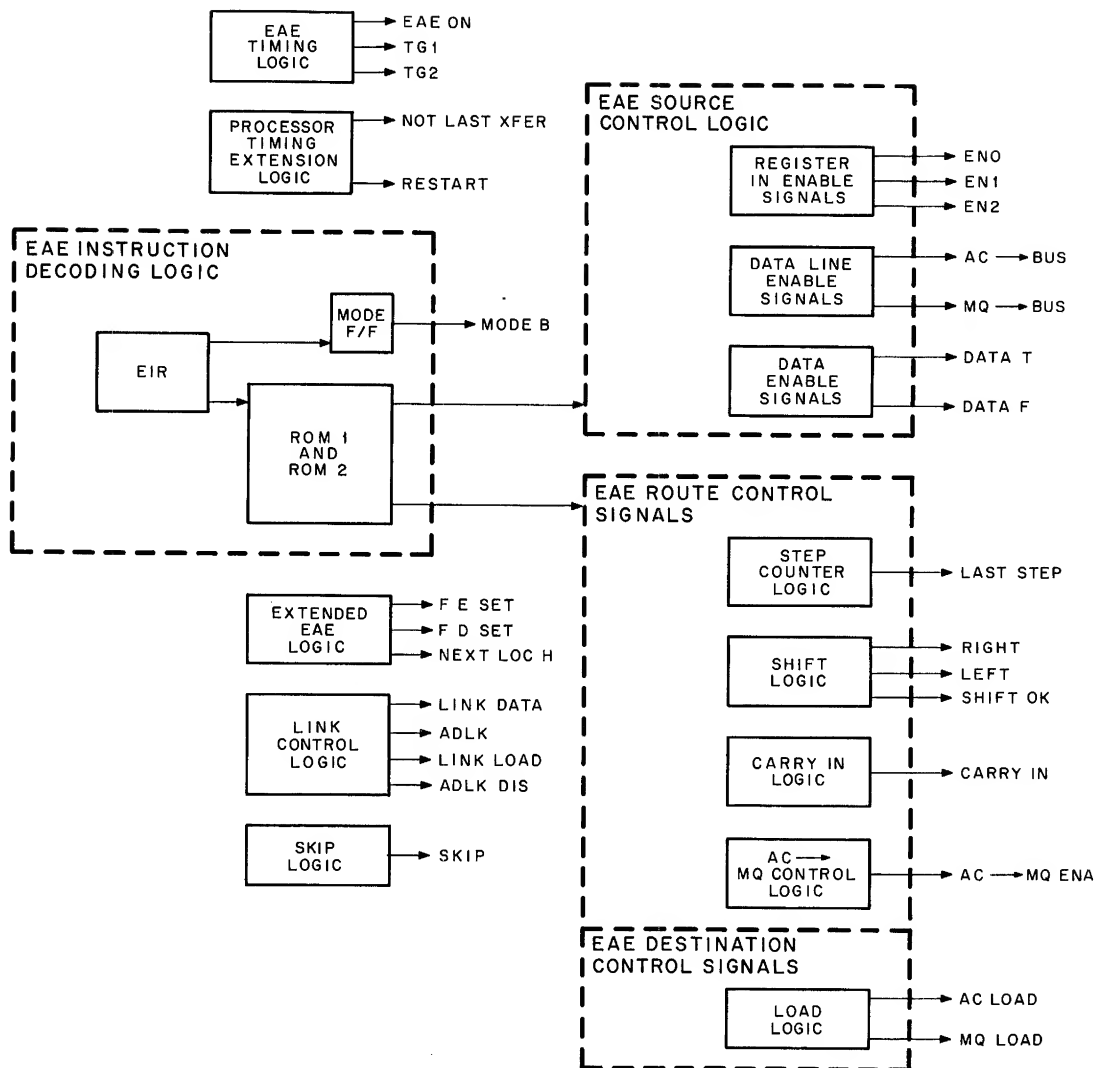 EAE
TIMING
LOGIC
EAE ON
TG1
TG2
PROCESSOR
TIMING
EXTENSION
LOGIC
NOT LAST XFER
RESTART
EAE INSTRUCTION
DECODING LOGIC
EIR
MODE
F/F
MODE B
ROM 1
AND
ROM 2
EXTENDED
EAE
LOGIC
F E SET
F D SET
NEXT LOC H
LINK
CONTROL
LOGIC
LINK DATA
ADLK
LINK LOAD
ADLK DIS
SKIP
LOGIC
SKIP
EAE SOURCE
CONTROL LOGIC
REGISTER
IN ENABLE
SIGNALS
EN0
EN1
EN2
DATA LINE
ENABLE
SIGNALS
AC → BUS
MQ → BUS
DATA
ENABLE
SIGNALS
DATA T
DATA F
EAE ROUTE CONTROL
SIGNALS
STEP
COUNTER
LOGIC
LAST STEP
SHIFT
LOGIC
RIGHT
LEFT
SHIFT OK
CARRY IN
LOGIC
CARRY IN
AC →
MQ CONTROL
LOGIC
AC → MQ ENA
EAE DESTINATION
CONTROL SIGNALS
LOAD
LOGIC
AC LOAD
MQ LOAD